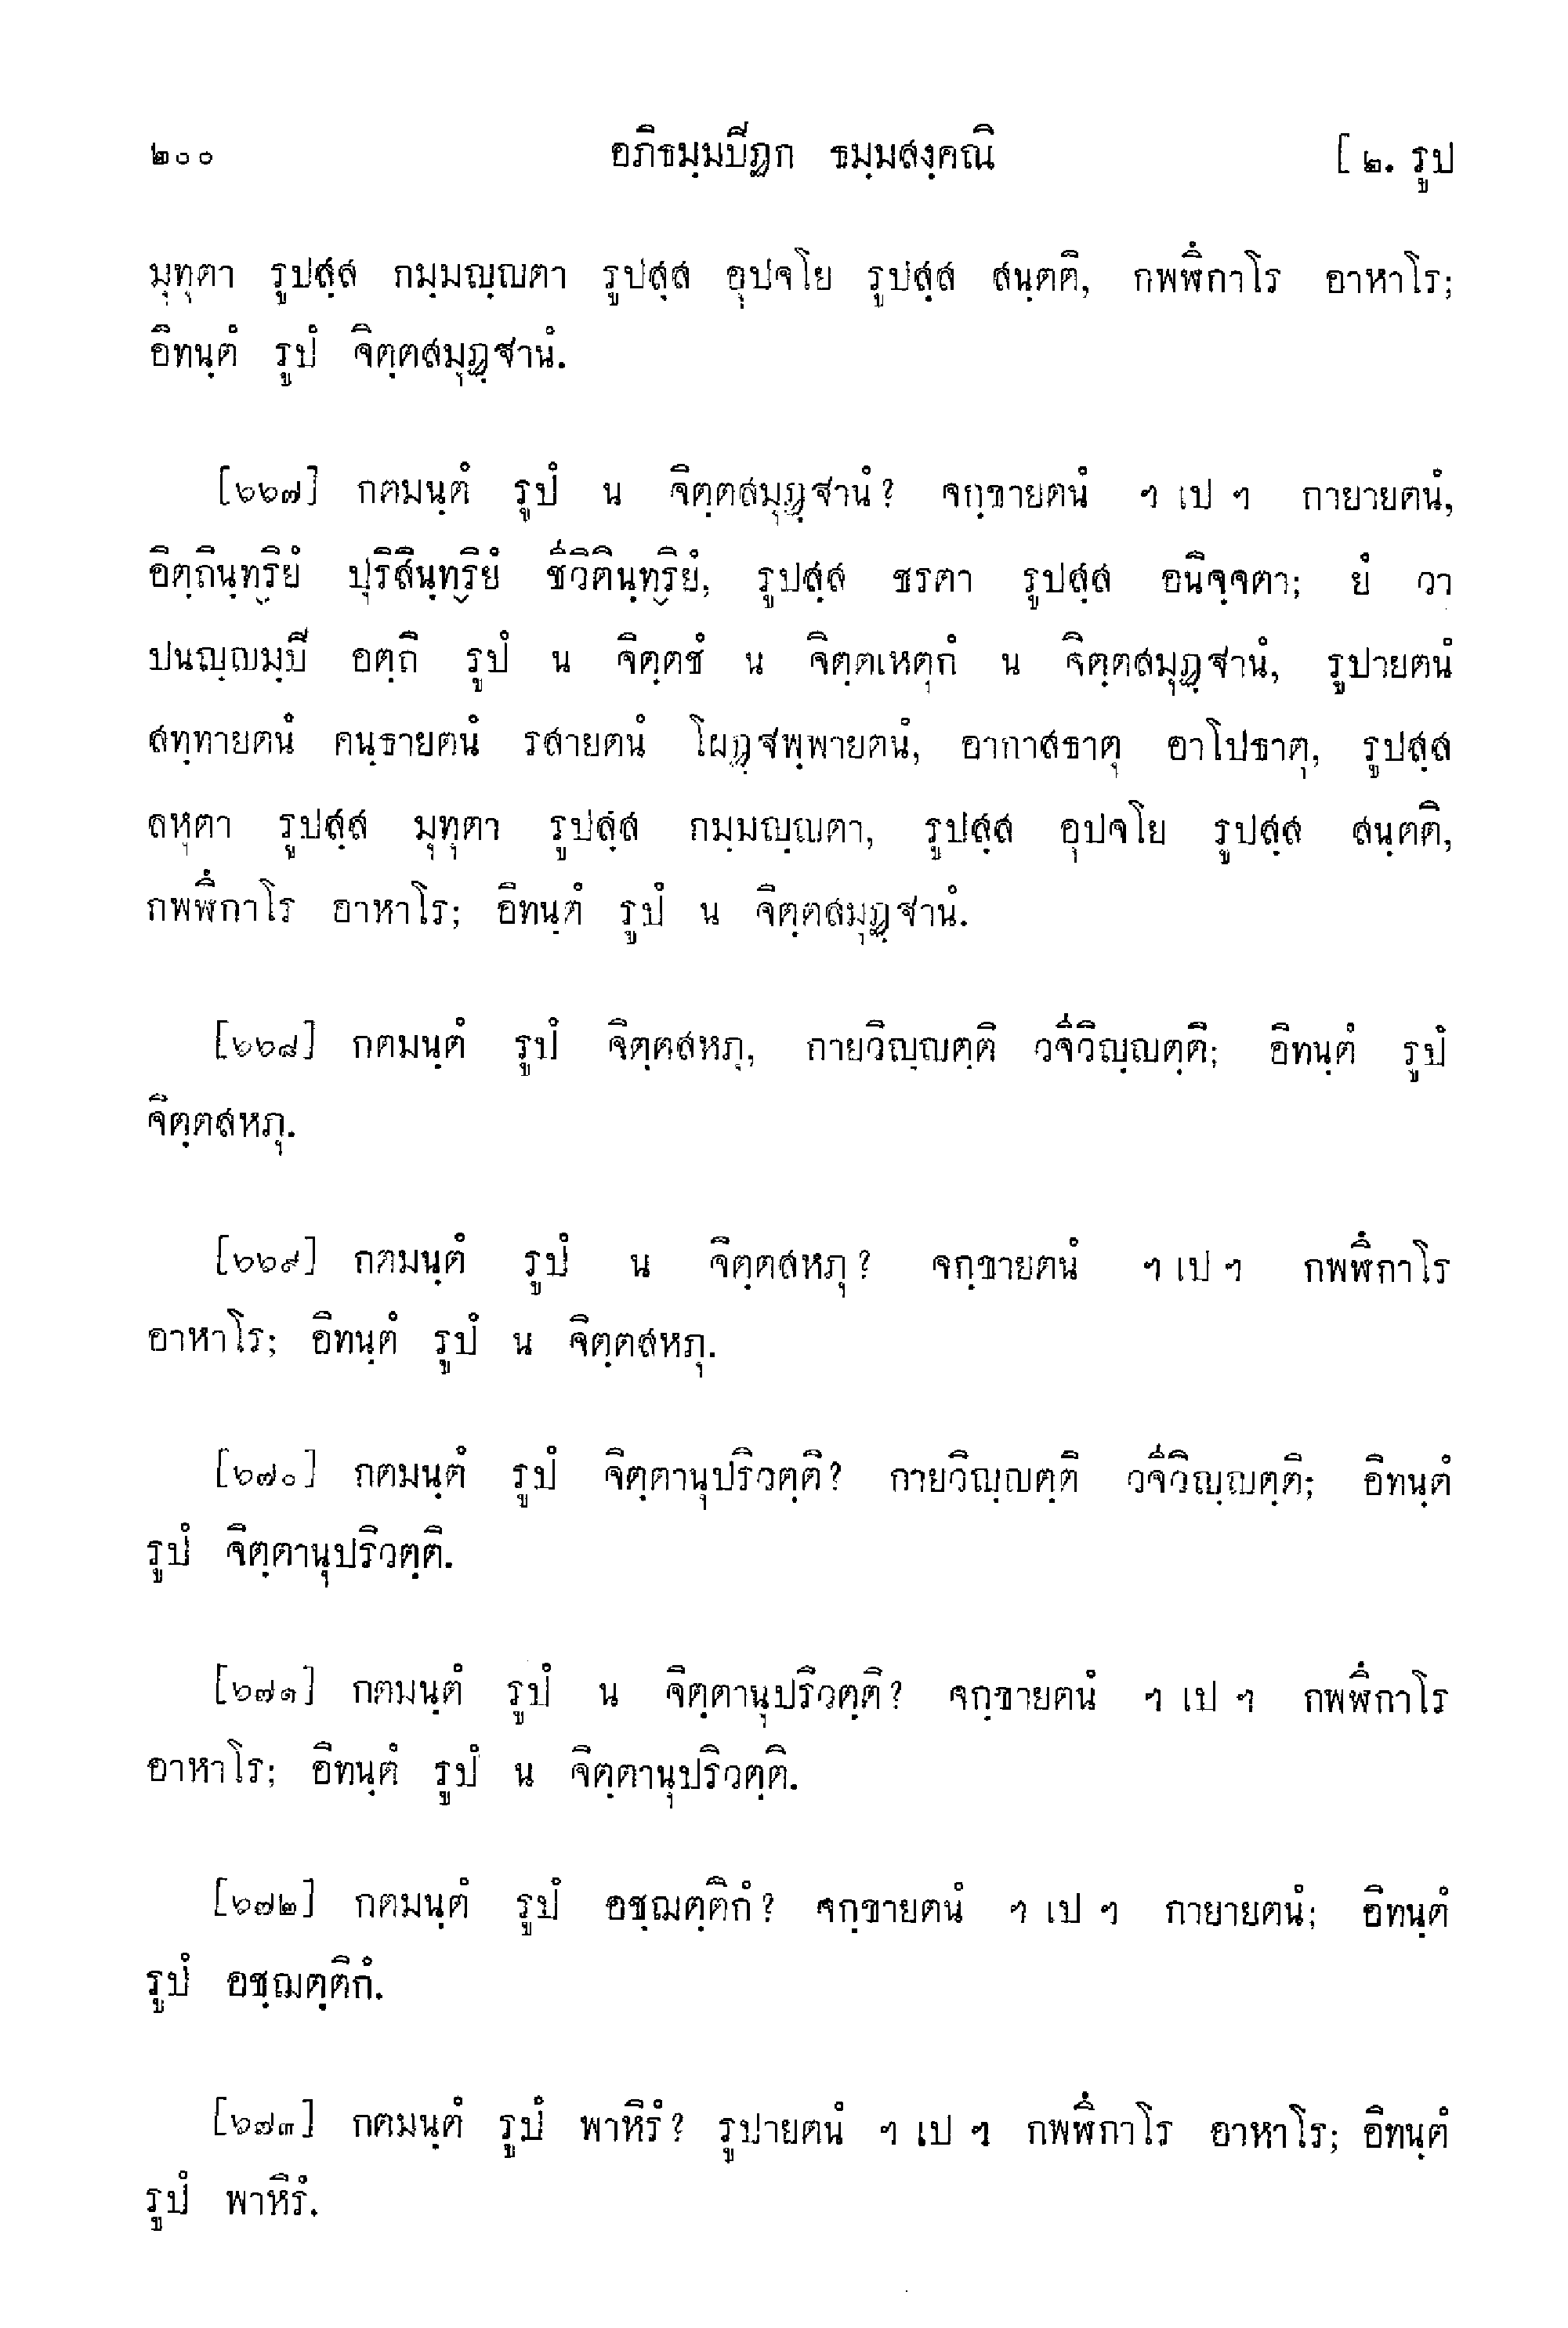 ๒๐๐ อภิธมฺมปีฏก ธมฺมสงฺคณิ [ ๒. รูป
มุทุตา รูปสฺส กมฺมญฺญตา รูปสฺส อุปจโย รูปสฺส สนฺตติ, กพฬึกาโร อาหาโร;
อิทนฺตํ รูปํ จิตฺตสมุฏฺฐานํ.
[๖๖๗] กตมนฺตํ รูปํ น จิตฺตสมุฏฺฐานํ? จกฺขายตนํ ฯ เป ฯ กายายตนํ,
อิตฺถินฺทฺริยํ ปุริสินฺทฺริยํ ชีวิตินฺทฺริยํ, รูปสฺส ชรตา รูปสฺส อนิจฺจตา; ยํ วา
ปนญฺญมฺปี อตฺถิ รูปํ น จิตฺตชํ น จิตฺตเหตุกํ น จิตฺตสมุฏฺฐานํ, รูปายตนํ
สทฺทายตนํ คนฺธายตนํ รสายตนํ โผฏฺฐพฺพายตนํ, อากาสธาตุ อาโปธาตุ, รูปสฺส
ลหุตา รูปสฺส มุทุตา รูปสฺส กมฺมญฺญตา, รูปสฺส อุปจโย รูปสฺส สนฺตติ,
กพฬึกาโร อาหาโร; อิทนฺตํ รูปํ น จิตฺตสมุฏฺฐานํ.
[๖๖๘] กตมนฺตํ รูปํ จิตฺตสหภุ, กายวิญฺญตฺติ วจีวิญฺญตฺติ; อิทนฺตํ รูปํ
จิตฺตสหภุ.
[๖๖๙] กตมนฺตํ รูปํ น จิตฺตสหภุ? จกฺขายตนํ ฯ เป ฯ กพฬึกาโร
อาหาโร; อิทนฺตํ รูปํ น จิตฺตสหภุ.
[๖๗๐] กตมนฺตํ รูปํ จิตฺตานุปริวตฺติ? กายวิญฺญตฺติ วจีวิญฺญตฺติ; อิทนฺตํ
รูปํ จิตฺตานุปริวตฺติ.
[๖๗๑] กตมนฺตํ รูปํ น จิตฺตานุปริวตฺติ? จกฺขายตนํ ฯ เป ฯ กพฬึกาโร
อาหาโร; อิทนฺตํ รูปํ น จิตฺตานุปริวตฺติ.
[๖๗๒] กตมนฺตํ รูปํ อชฺฌตฺติกํ? จกฺขายตนํ ฯ เป ฯ กายายตนํ; อิทนฺตํ
รูปํ อชฺฌตฺติกํ.
[๖๗๓] กตมนฺตํ รูปํ พาหิรํ? รูปายตนํ ฯ เป ฯ กพฬึกาโร อาหาโร; อิทนฺตํ
รูปํ พาหิรํ.